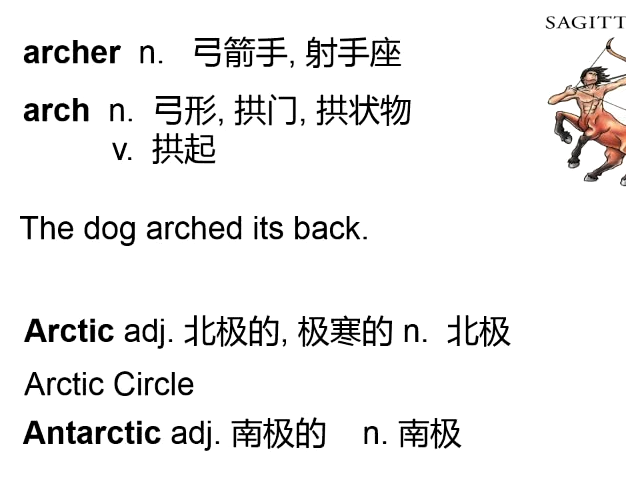 SAGITT
archer n. 弓箭手, 射手座
arch n. 弓形, 拱门, 拱状物
v. 拱起
The dog arched its back.
Arctic adj. 北极的, 极寒的 n. 北极
Arctic Circle
Antarctic adj. 南极的 n. 南极